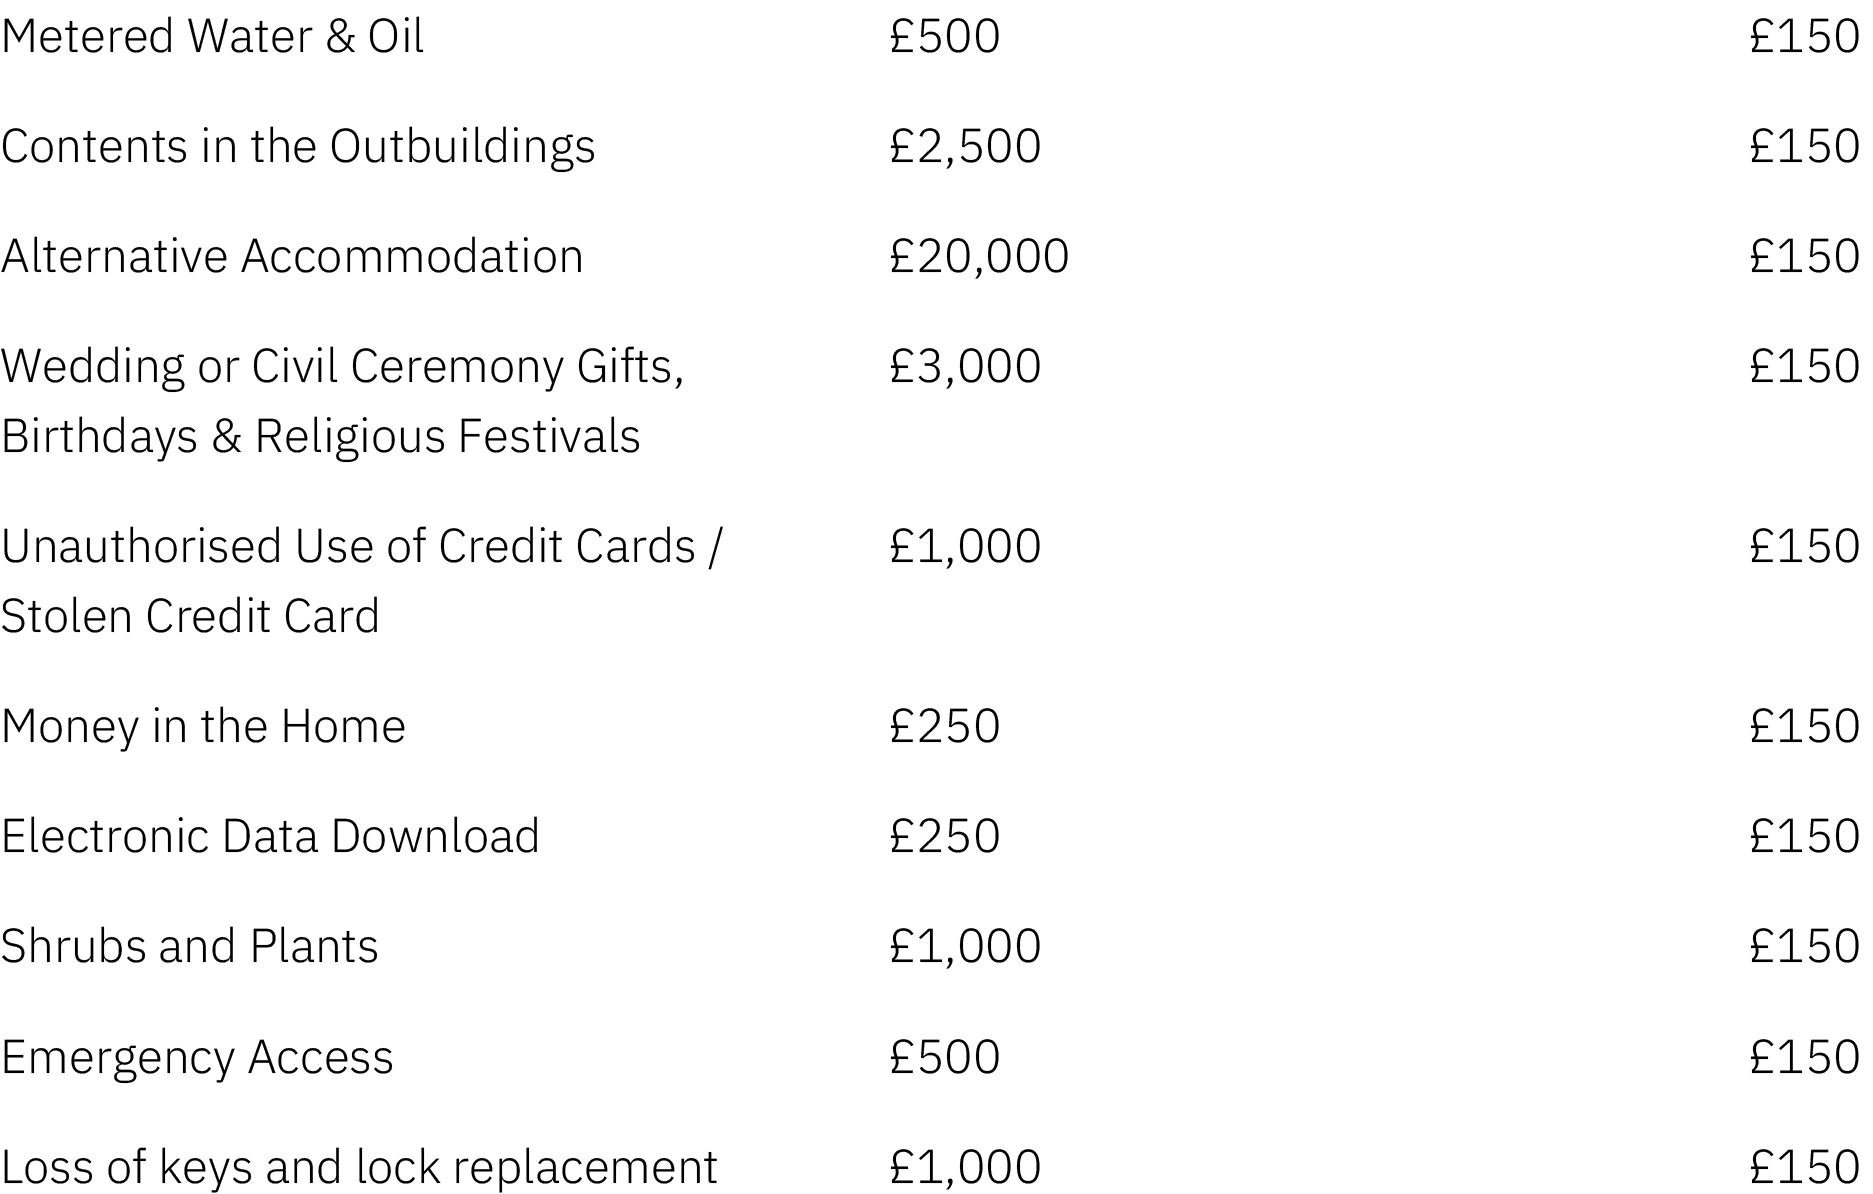 Metered Water & Oil £500 £150
Contents in the Outbuildings £2,500 £150
Alternative Accommodation £20,000 £150
Wedding or Civil Ceremony Gifts, £3,000 £150
Birthdays & Religious Festivals
Unauthorised Use of Credit Cards / £1,000 £150
Stolen Credit Card
Money in the Home £250 £150
Electronic Data Download £250 £150
Shrubs and Plants £1,000 £150
Emergency Access £500 £150
Loss of keys and lock replacement £1,000 £150